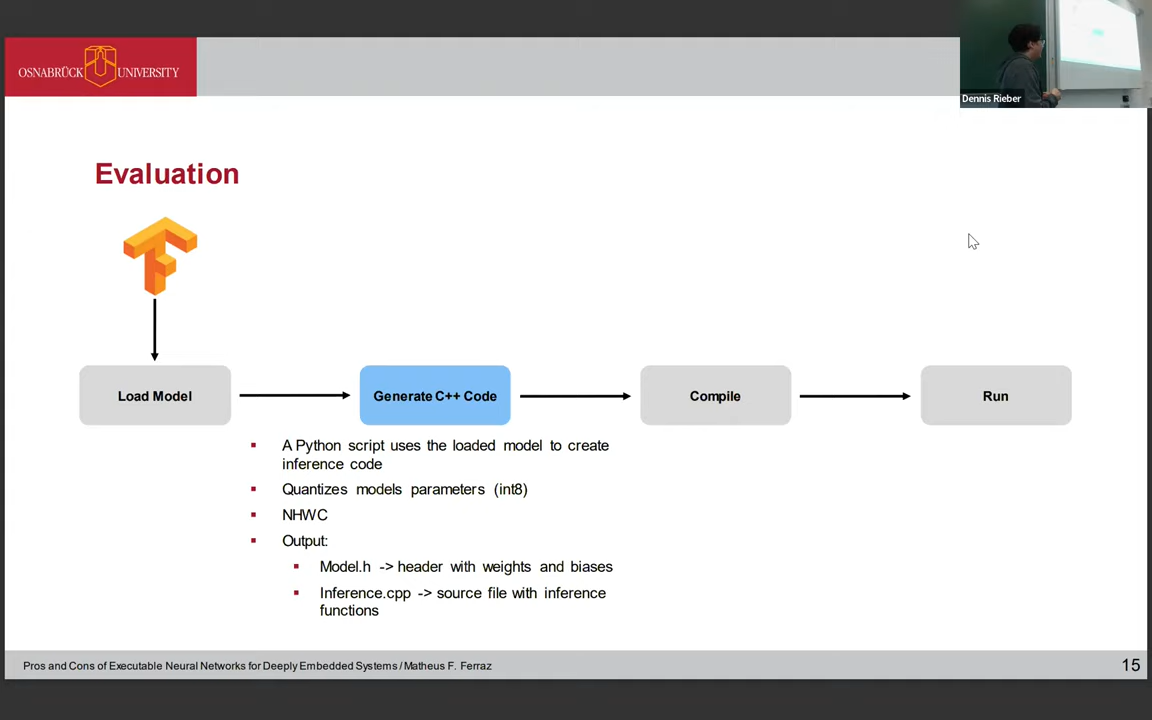 OSNABRÜCK UNIVERSITY
Dennis Rieber
Evaluation
Load Model
Generate C++ Code
Compile
Run
A Python script uses the loaded model to create
inference code
Quantizes models parameters (int8)
NHWC
Output:
Model.h -> header with weights and biases
Inference.cpp -> source file with inference
functions
Pros and Cons of Executable Neural Networks for Deeply Embedded Systems / Matheus F. Ferraz
15